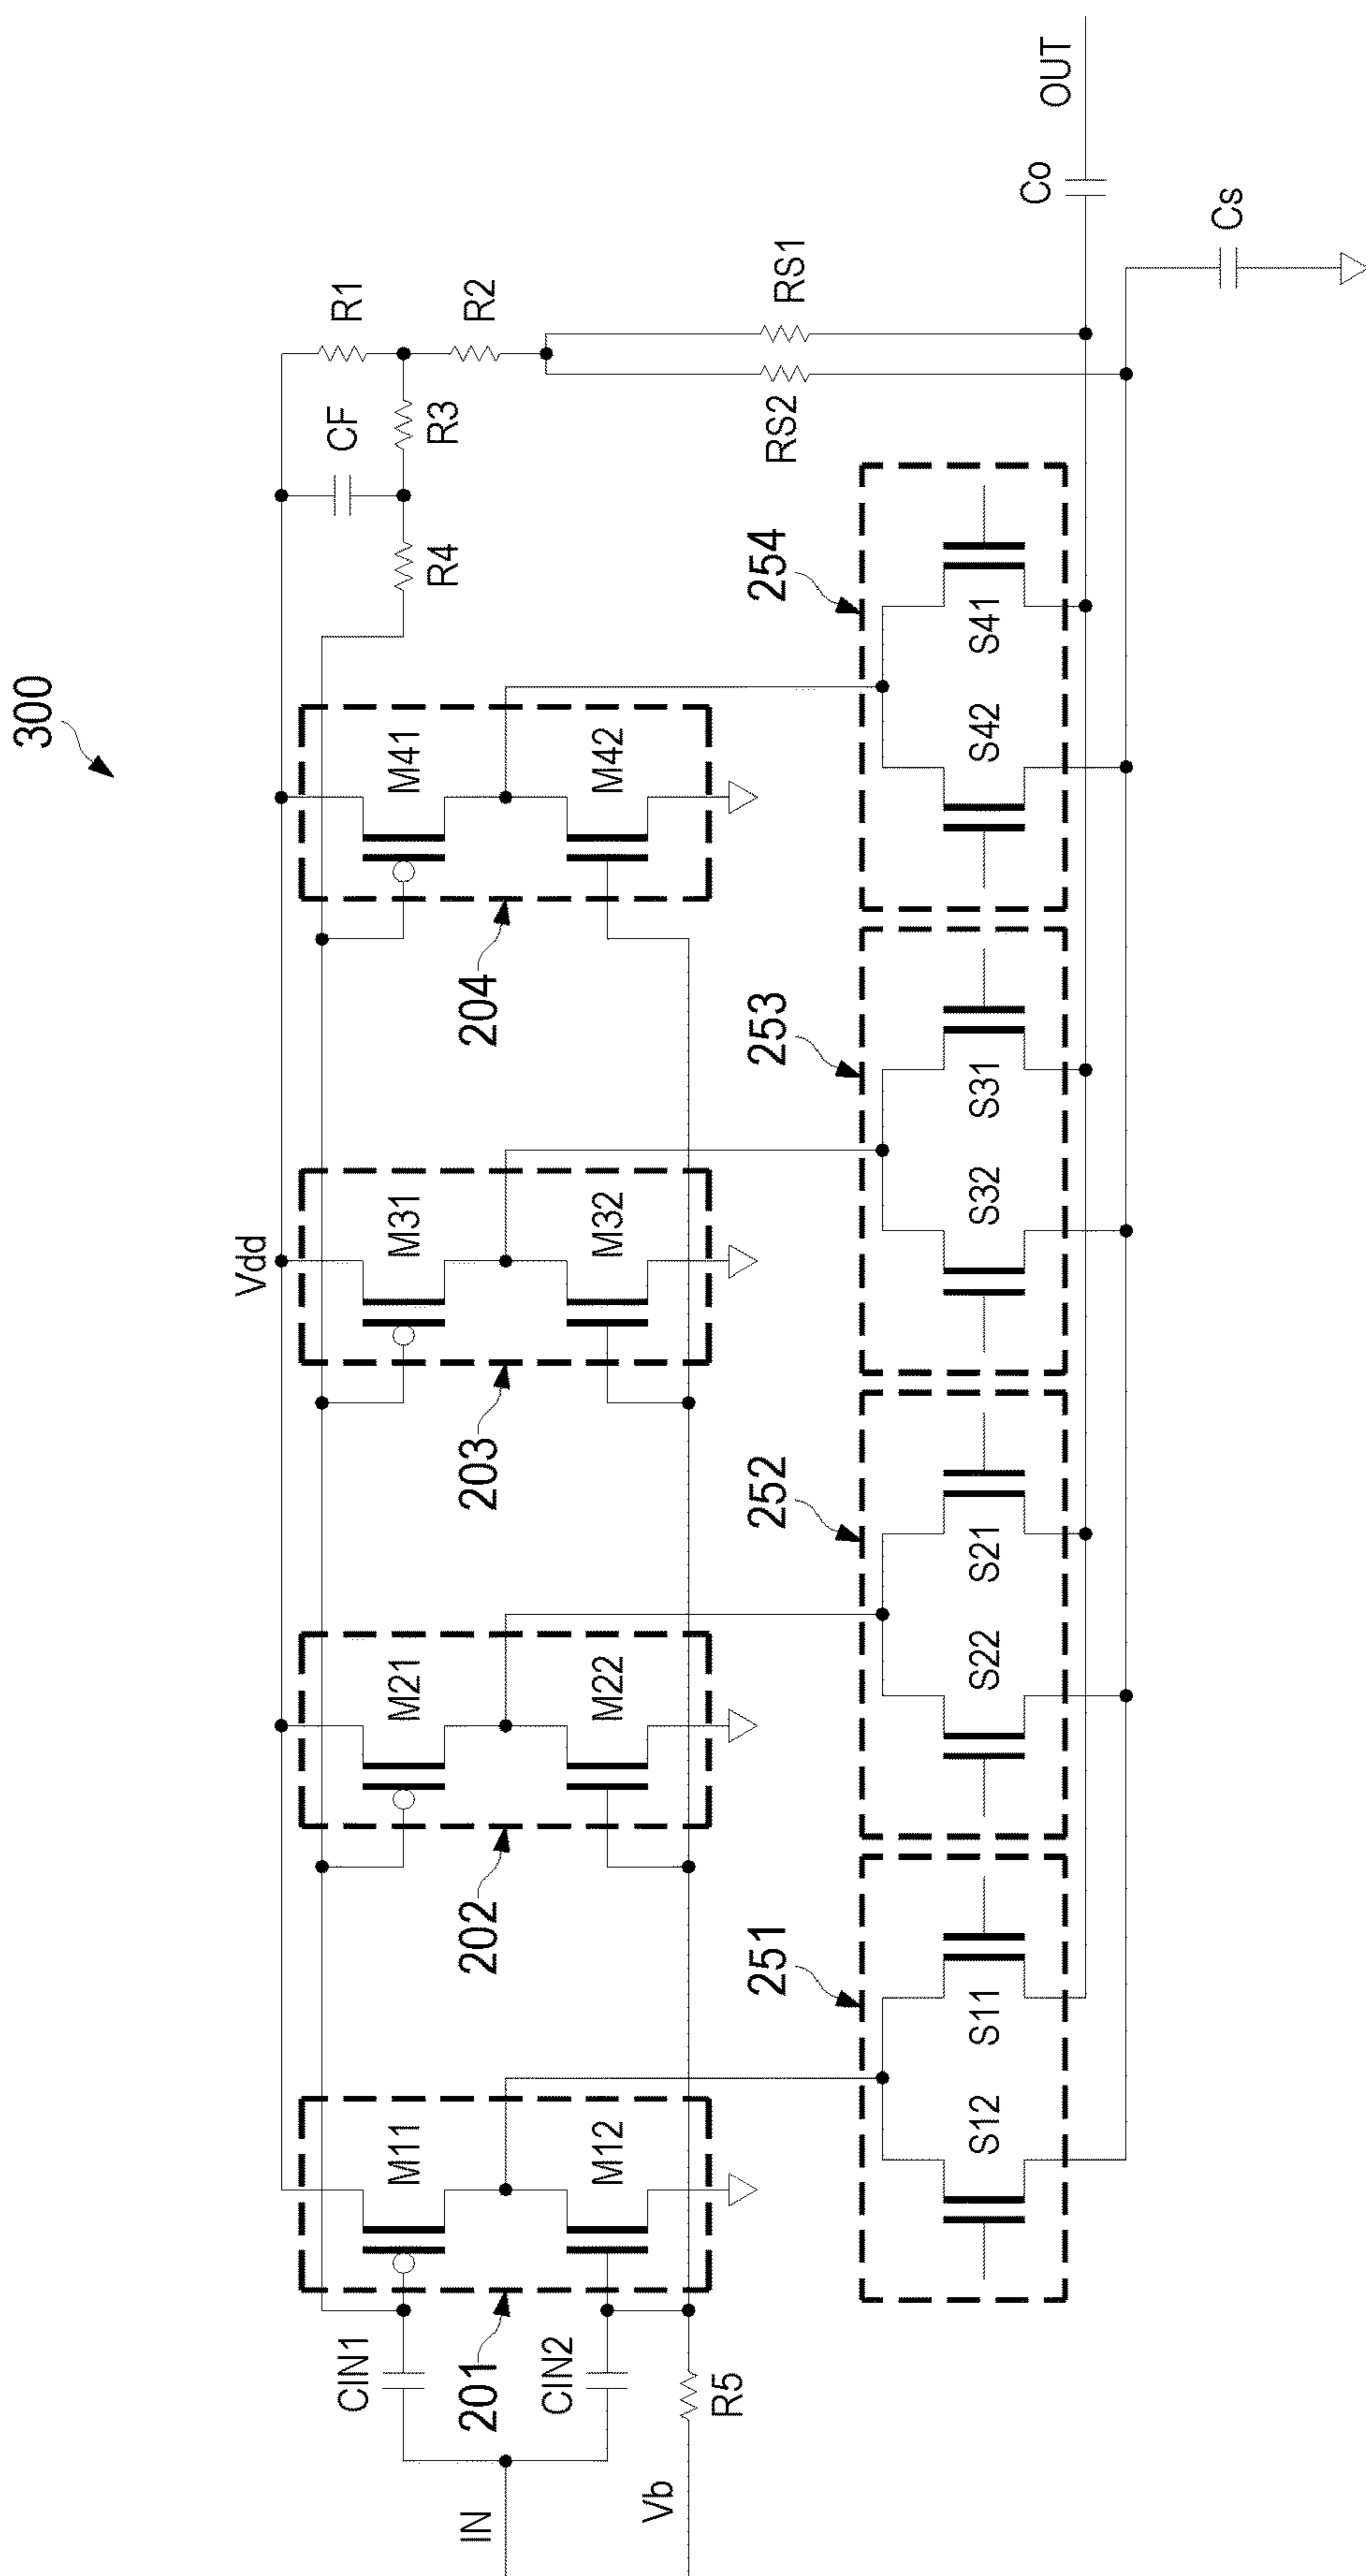 300
Vdd
R1
CF
R3
R2
R4
RS1
RS2
Co
OUT
Cs
M11
M12
M21
M22
M31
M32
M41
M42
201
202
203
204
CIN1
CIN2
IN
Vb
R5
251
252
253
254
S12
S11
S22
S21
S32
S31
S42
S41